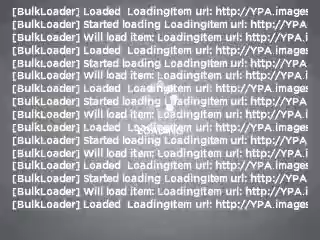 [BulkLoader] Loaded  LoadingItem url: http://YPA.images
[BulkLoader] Started loading LoadingItem url: http://YPA
[BulkLoader] Will load item: LoadingItem url: http://YPA.i
[BulkLoader] Loaded  LoadingItem url: http://YPA.images
[BulkLoader] Started loading LoadingItem url: http://YPA
[BulkLoader] Will load item: LoadingItem url: http://YPA.i
[BulkLoader] Loaded  LoadingItem url: http://YPA.images
[BulkLoader] Started loading LoadingItem url: http://YPA
[BulkLoader] Will load item: LoadingItem url: http://YPA.i
[BulkLoader] Loaded  LoadingItem url: http://YPA.images
LOADING
[BulkLoader] Started loading LoadingItem url: http://YPA
[BulkLoader] Will load item: LoadingItem url: http://YPA.i
[BulkLoader] Loaded  LoadingItem url: http://YPA.images
[BulkLoader] Started loading LoadingItem url: http://YPA
[BulkLoader] Will load item: LoadingItem url: http://YPA.i
[BulkLoader] Loaded  LoadingItem url: http://YPA.images